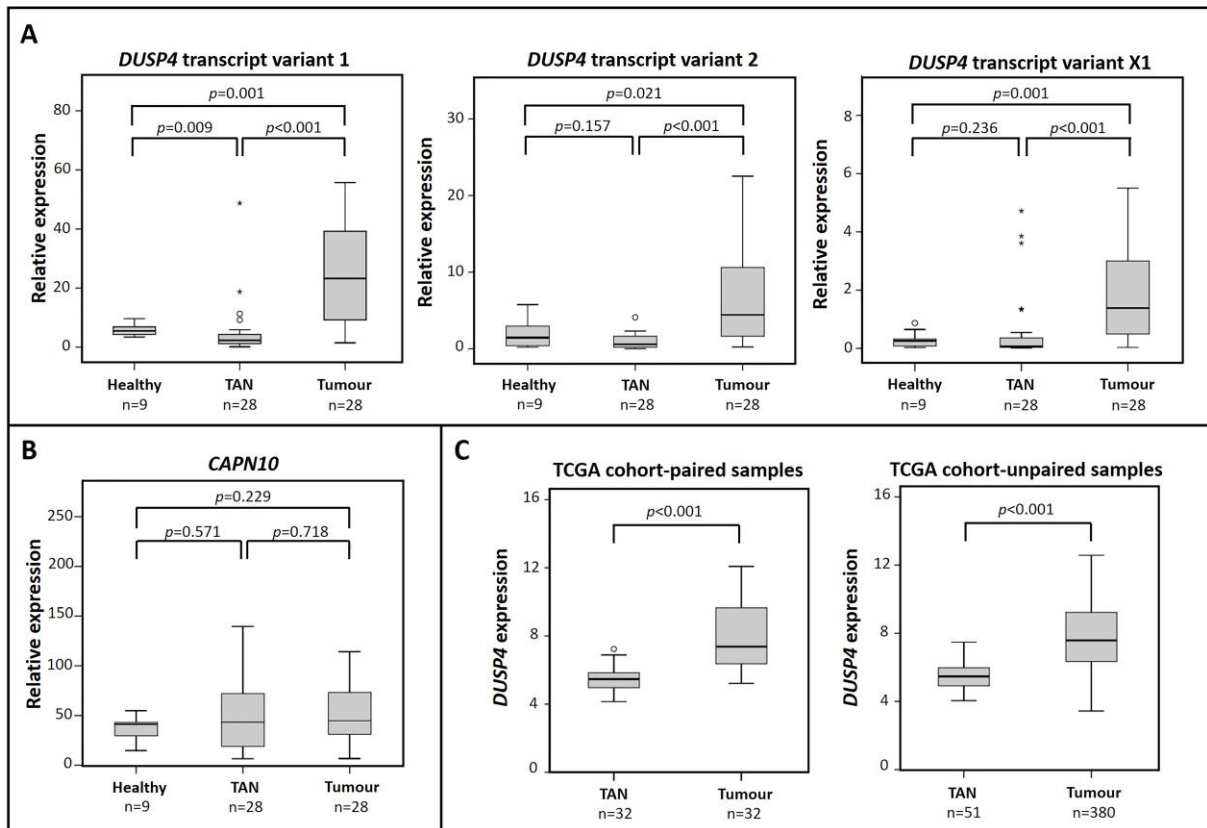 A
DUSP4 transcript variant 1
Relative expression
80
60
40
20
0
p=0.001
p=0.009
p<0.001
*
*
Healthy
TAN
Tumour
n=9
n=28
n=28
DUSP4 transcript variant 2
Relative expression
30
20
10
0
p=0.021
p=0.157
p<0.001
Healthy
TAN
Tumour
n=9
n=28
n=28
DUSP4 transcript variant X1
Relative expression
8
6
4
2
0
p=0.001
p=0.236
p<0.001
*
*
*
*
Healthy
TAN
Tumour
n=9
n=28
n=28
B
CAPN10
Relative expression
250
200
150
100
50
0
p=0.229
p=0.571
p=0.718
Healthy
TAN
Tumour
n=9
n=28
n=28
C
TCGA cohort-paired samples
DUSP4 expression
16
12
8
4
0
p<0.001
TAN
Tumour
n=32
n=32
TCGA cohort-unpaired samples
DUSP4 expression
16
12
8
4
0
p<0.001
TAN
Tumour
n=51
n=380